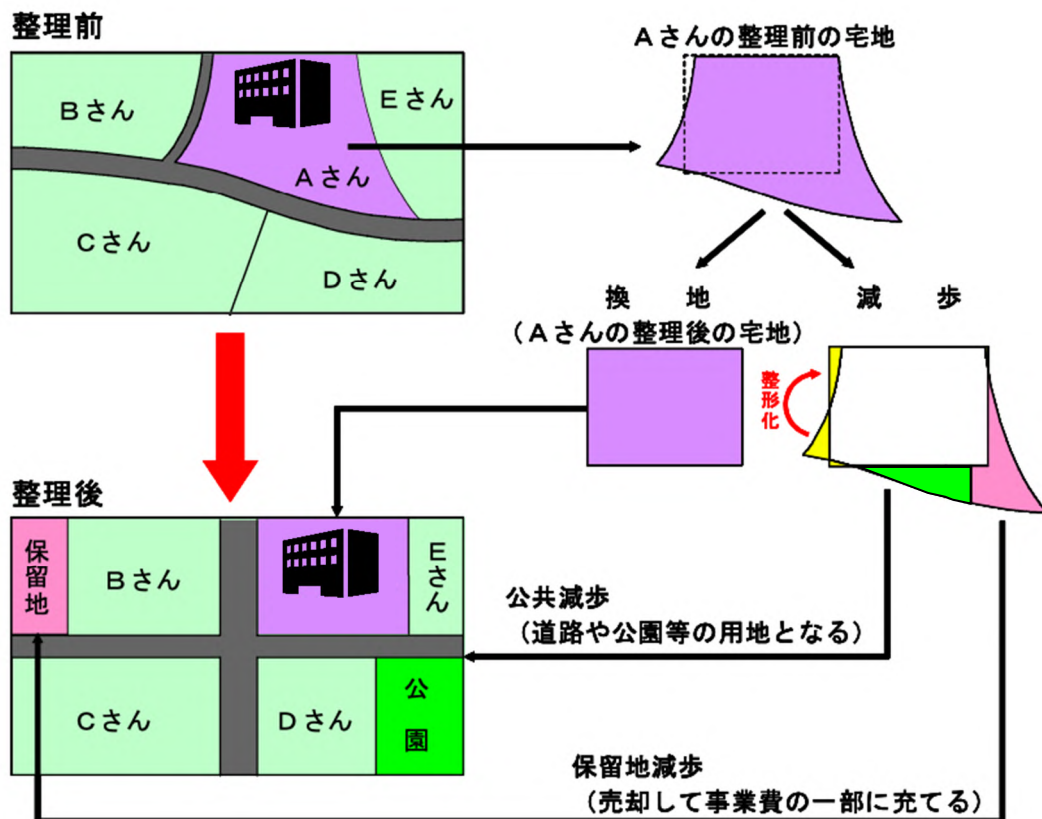 整理前
Bさん
Eさん
Aさん
Cさん
Dさん
Aさんの整理前の宅地
換地
(Aさんの整理後の宅地)
減歩
整形化
整理後
保留地
Bさん
Eさん
Cさん
Dさん
公園
公共減歩
(道路や公園等の用地となる)
保留地減歩
(売却して事業費の一部に充てる)